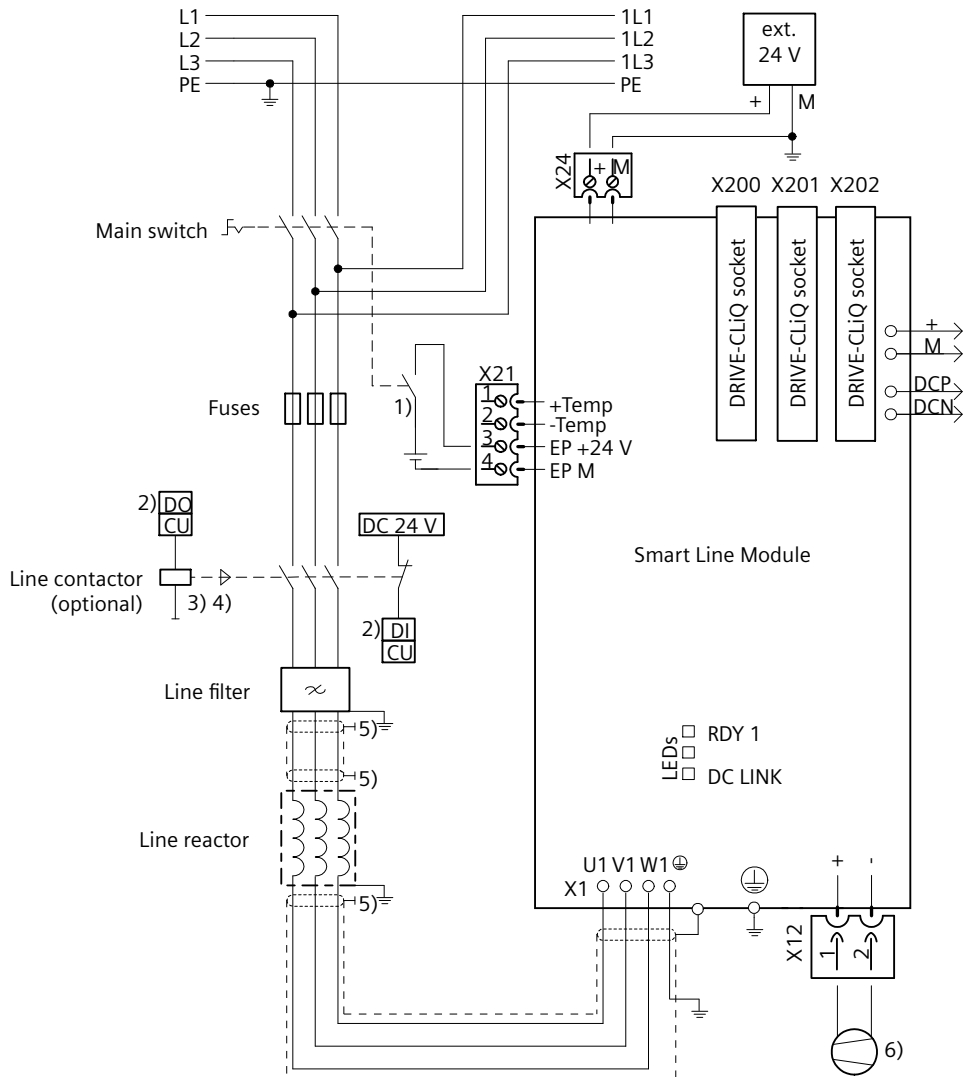 L1
L2
L3
PE
1L1
1L2
1L3
PE
ext.
24 V
+
M
X24
+
M
X200
X201
X202
DRIVE-CLiQ socket
DRIVE-CLiQ socket
DRIVE-CLiQ socket
+
M
DCP
DCN
Main switch
1)
X21
1
2
3
4
+Temp
-Temp
EP +24 V
EP M
Fuses
2)
DO
CU
DC 24 V
Line contactor
(optional)
3) 4)
2)
DI
CU
Smart Line Module
Line filter
5)
5)
LEDs
RDY 1
DC LINK
Line reactor
5)
X1
U1 V1 W1
+
-
X12
1
2
6)